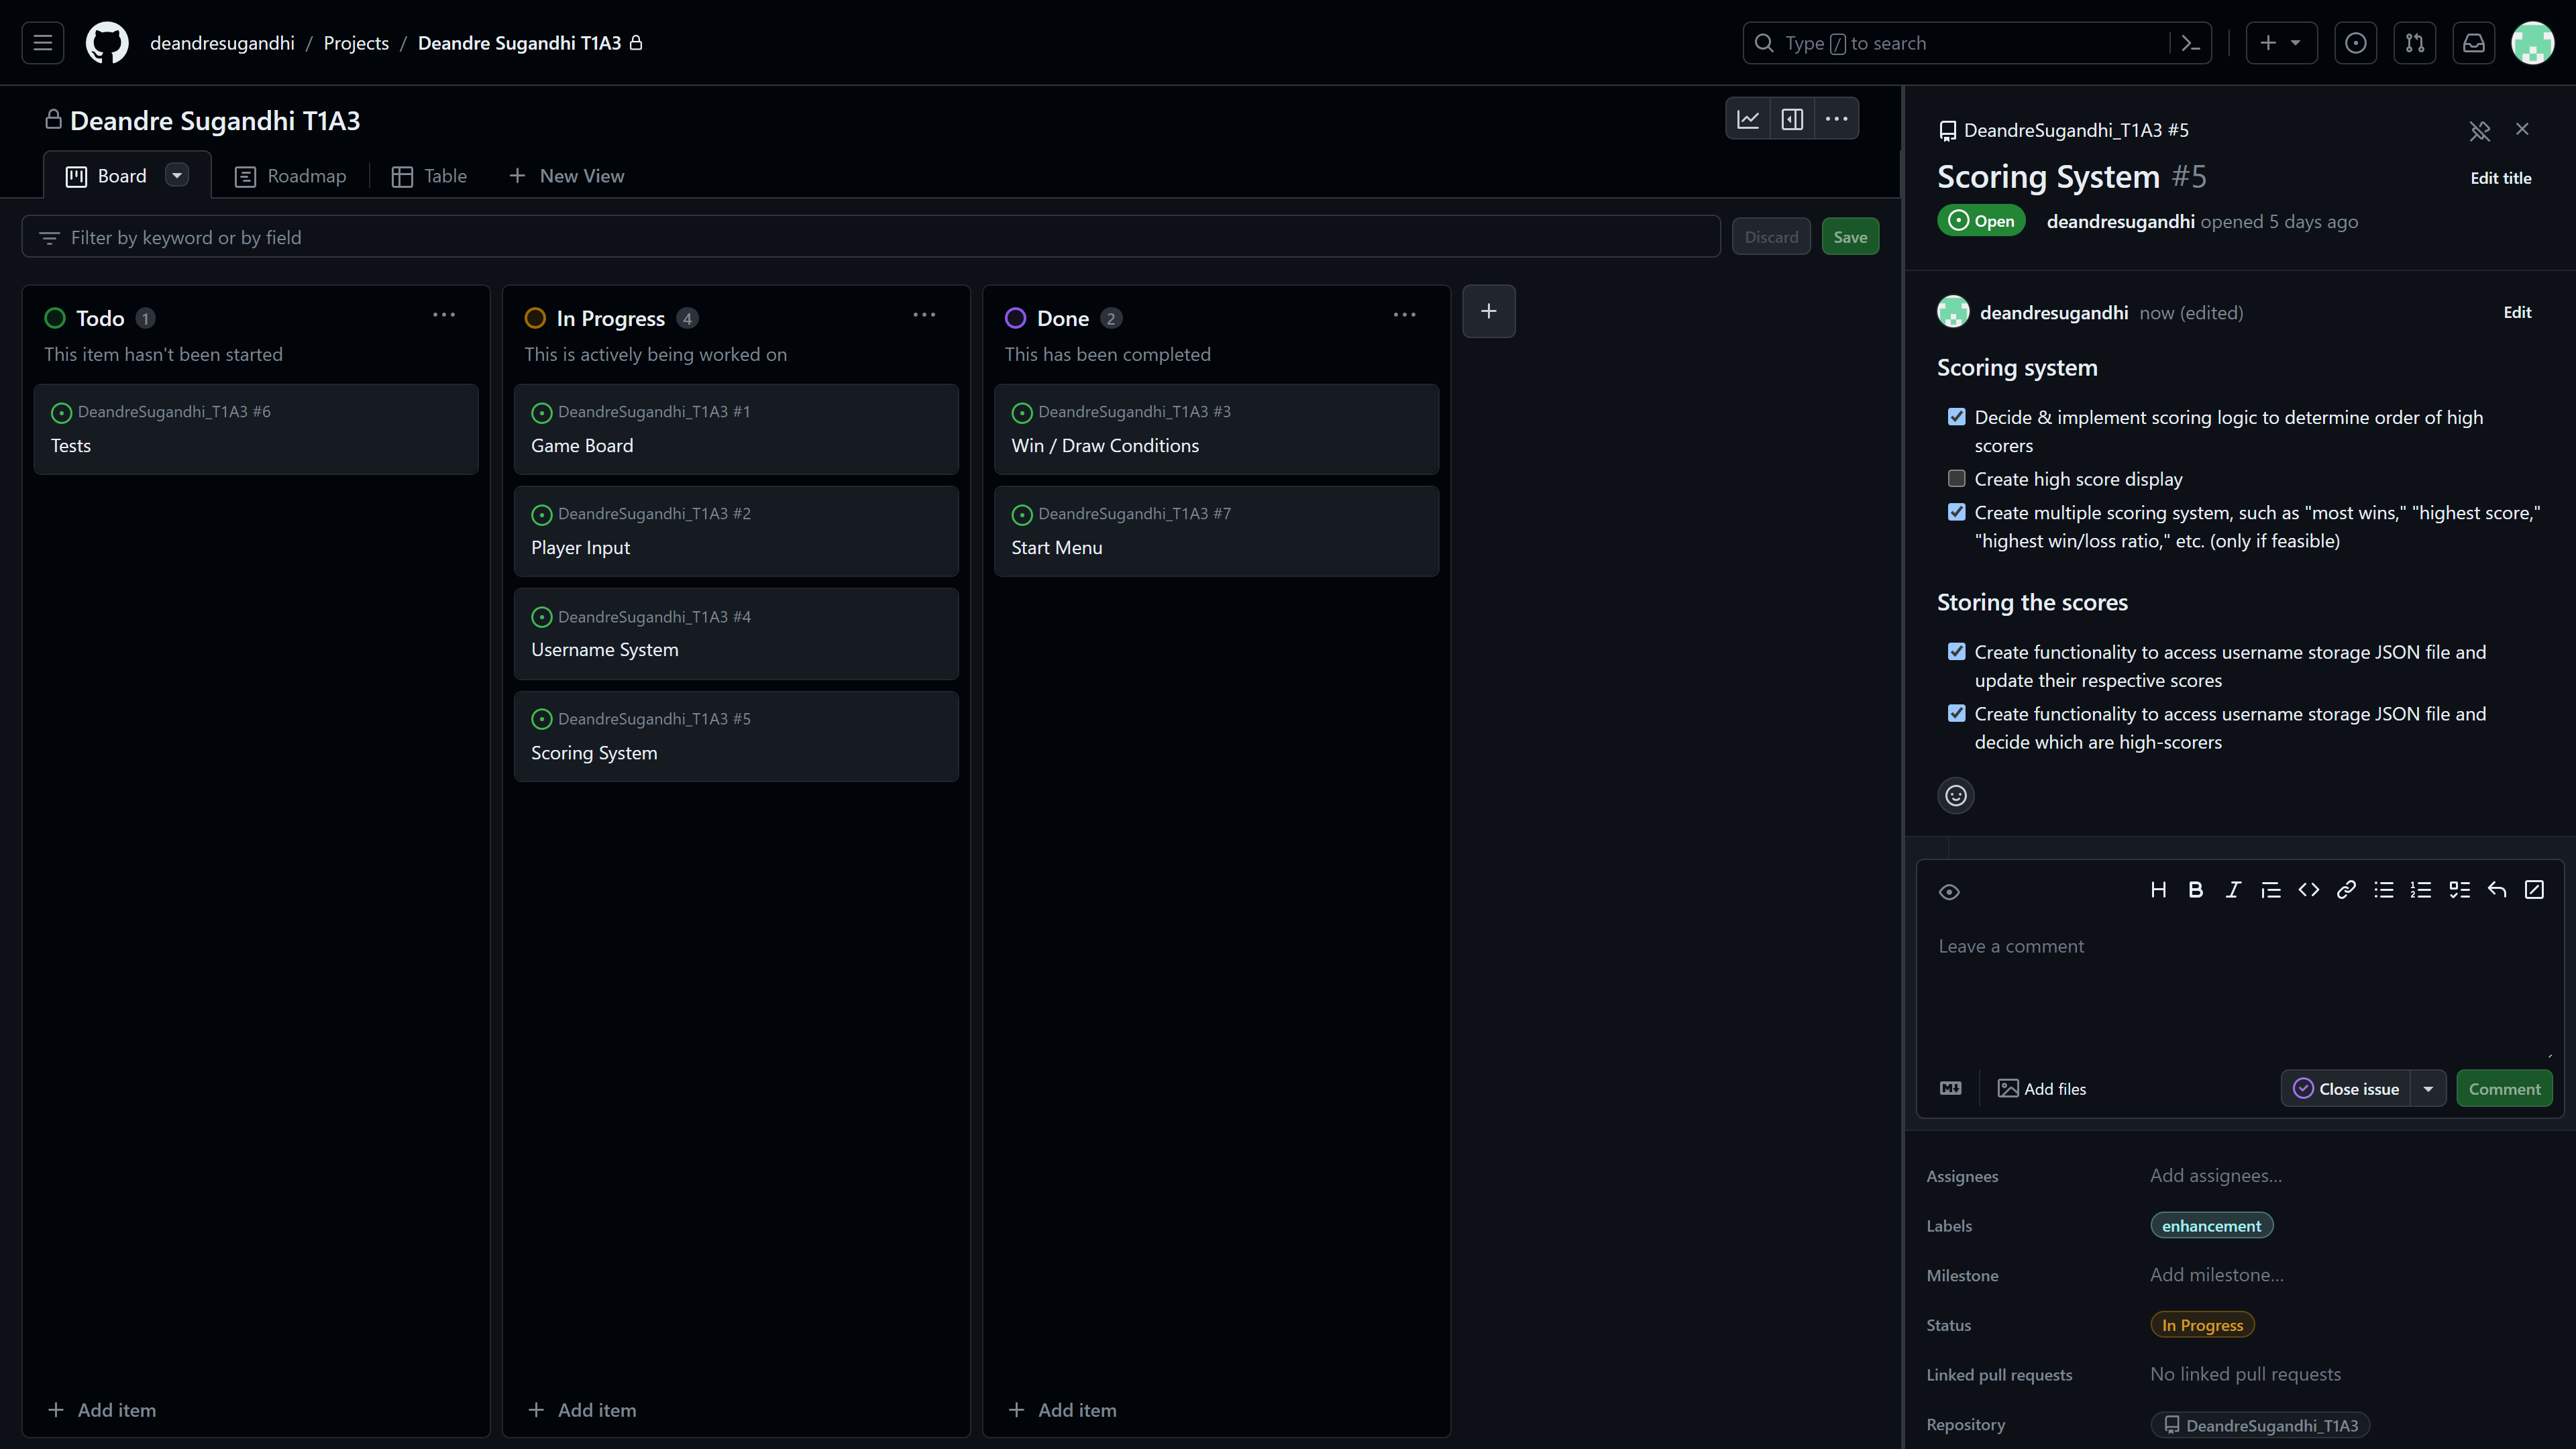 deandresugandhi / Projects / Deandre Sugandhi T1A3
Type / to search
Deandre Sugandhi T1A3
Board
Roadmap
Table
New View
Filter by keyword or by field
Discard
Save
Todo 1
This item hasn't been started
DeandreSugandhi_T1A3 #6
Tests
Add item
In Progress 4
This is actively being worked on
DeandreSugandhi_T1A3 #1
Game Board
DeandreSugandhi_T1A3 #2
Player Input
DeandreSugandhi_T1A3 #4
Username System
DeandreSugandhi_T1A3 #5
Scoring System
Add item
Done 2
This has been completed
DeandreSugandhi_T1A3 #3
Win / Draw Conditions
DeandreSugandhi_T1A3 #7
Start Menu
Add item
DeandreSugandhi_T1A3 #5
Scoring System #5
Edit title
Open
deandresugandhi opened 5 days ago
deandresugandhi now (edited)
Edit
Scoring system
Decide & implement scoring logic to determine order of high
scorers
Create high score display
Create multiple scoring system, such as "most wins," "highest score,"
"highest win/loss ratio," etc. (only if feasible)
Storing the scores
Create functionality to access username storage JSON file and
update their respective scores
Create functionality to access username storage JSON file and
decide which are high-scorers
Leave a comment
Add files
Close issue
Comment
Assignees
Add assignees...
Labels
enhancement
Milestone
Add milestone...
Status
In Progress
Linked pull requests
No linked pull requests
Repository
DeandreSugandhi_T1A3